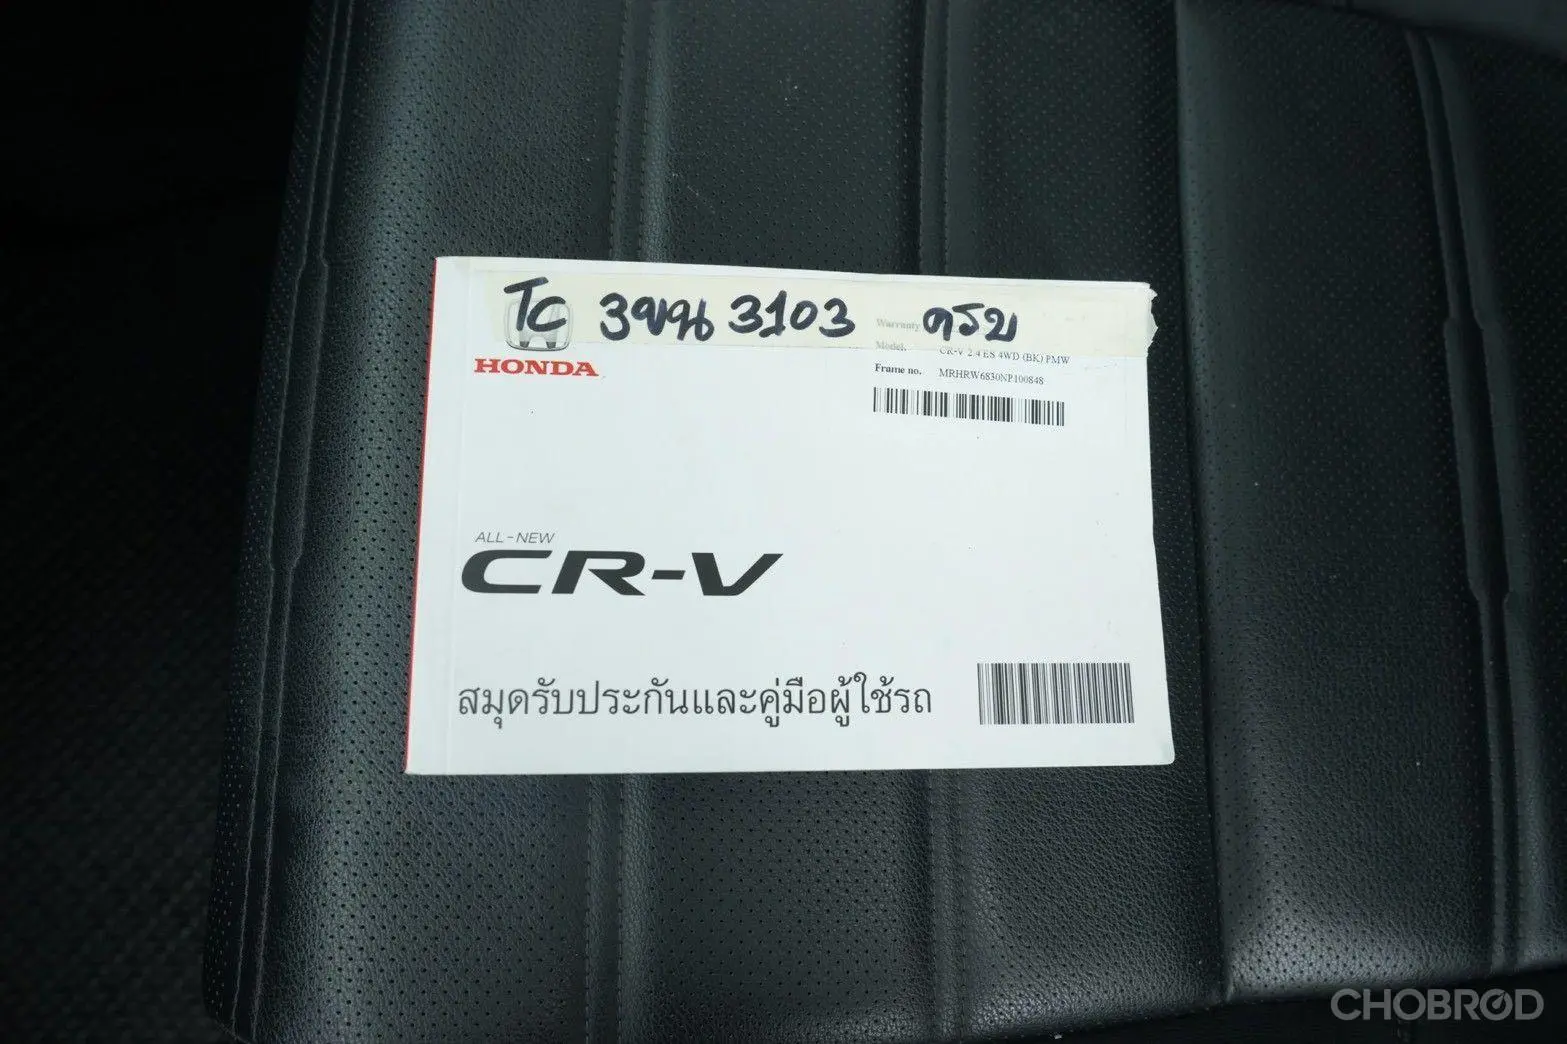 TC 3ขน 3103 ครบ
Warranty
HONDA
Model. CR-V 2.4 ES 4WD (BK) PMW
Frame no. MRHRW6830NP100848
ALL-NEW
CR-V
สมุดรับประกันและคู่มือผู้ใช้รถ
CHOBROD